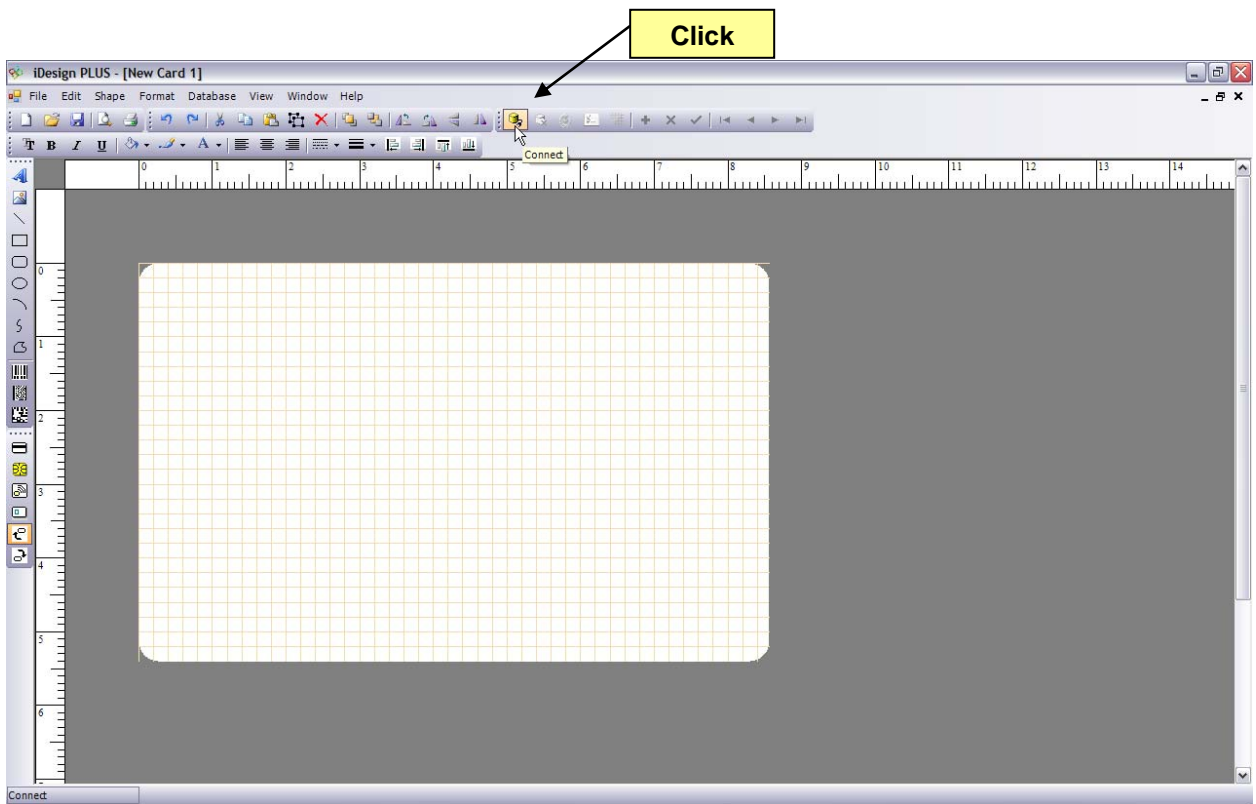 Click
iDesign PLUS - [New Card 1]
File Edit Shape Format Database View Window Help
T B I U A
Connect
0 1 2 3 4 5 6 7 8 9 10 11 12 13 14
0
1
2
3
4
5
6
Connect